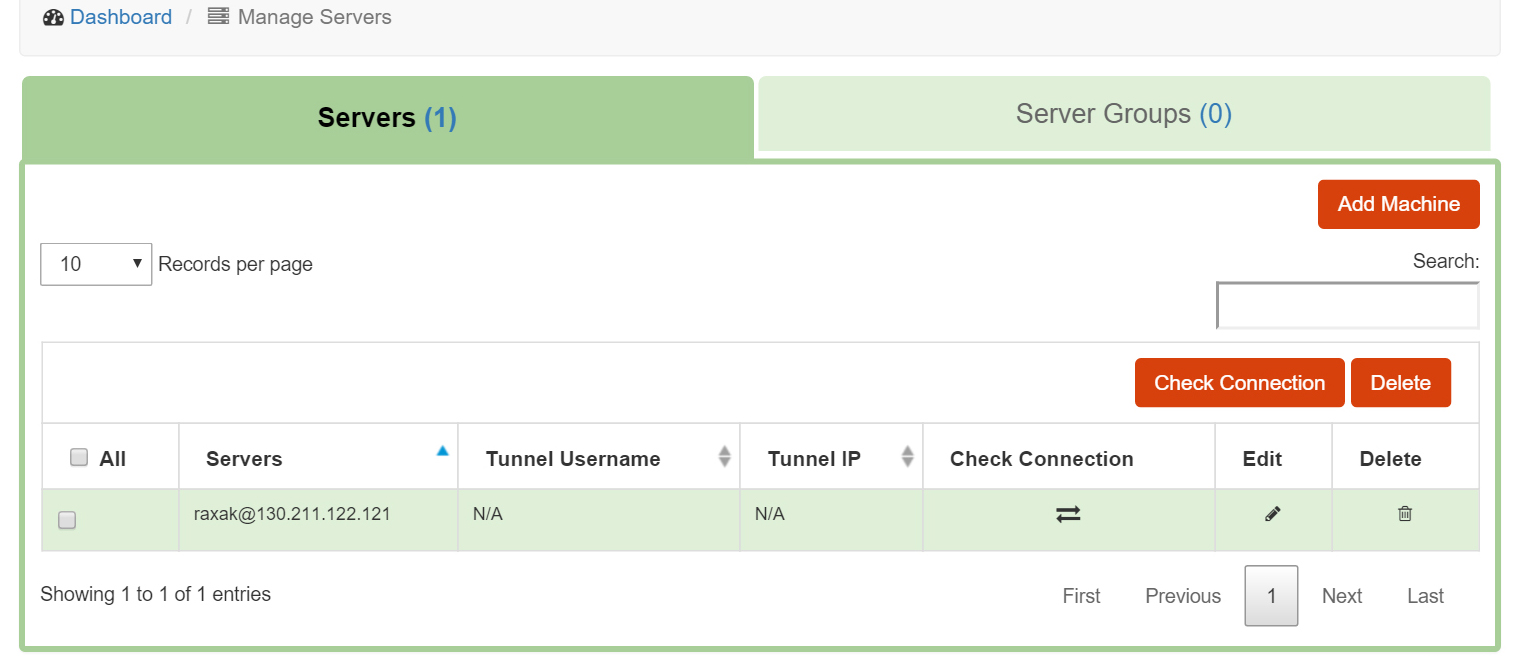 Dashboard / Manage Servers
Servers (1)
Server Groups (0)
Add Machine
10 Records per page
Search:
Check Connection Delete
All Servers Tunnel Username Tunnel IP Check Connection Edit Delete
raxak@130.211.122.121 N/A N/A
Showing 1 to 1 of 1 entries
First Previous 1 Next Last